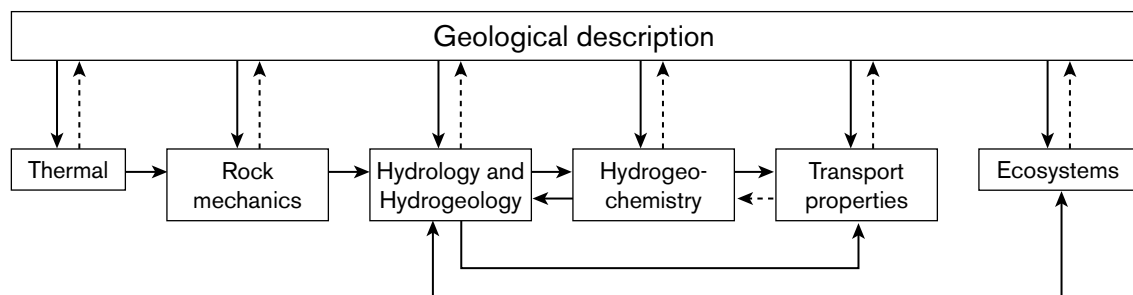 Geological description
Thermal
Rock
mechanics
Hydrology and
Hydrogeology
Hydrogeo-
chemistry
Transport
properties
Ecosystems